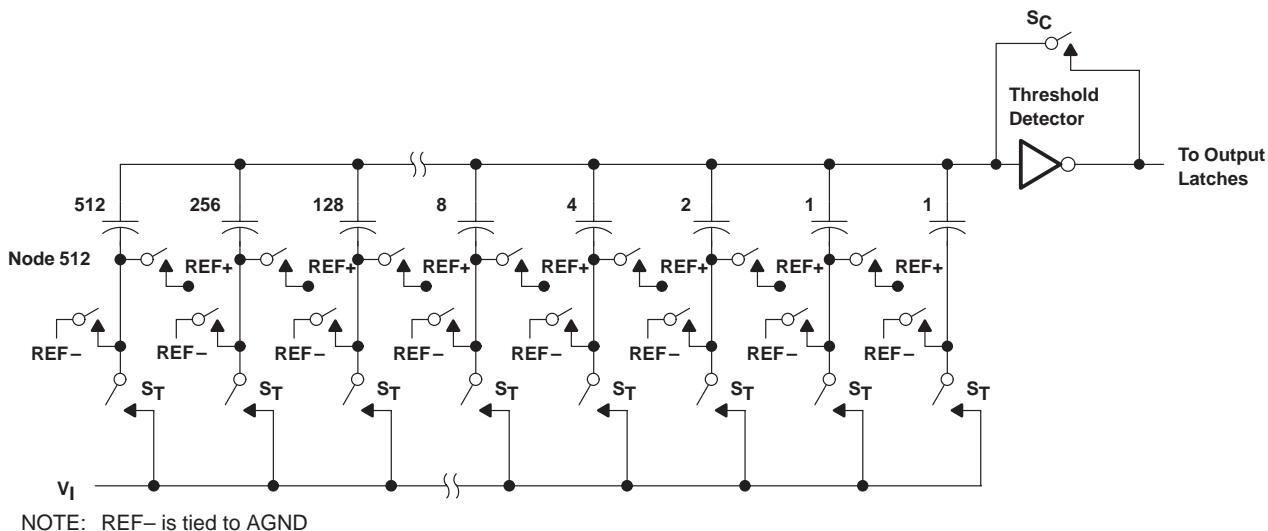 SC
Threshold
Detector
To Output
Latches
512 256 128 8 4 2 1 1
Node 512 REF+ REF+ REF+ REF+ REF+ REF+ REF+
REF– REF– REF– REF– REF– REF– REF– REF–
ST ST ST ST ST ST ST ST
VI
NOTE: REF– is tied to AGND